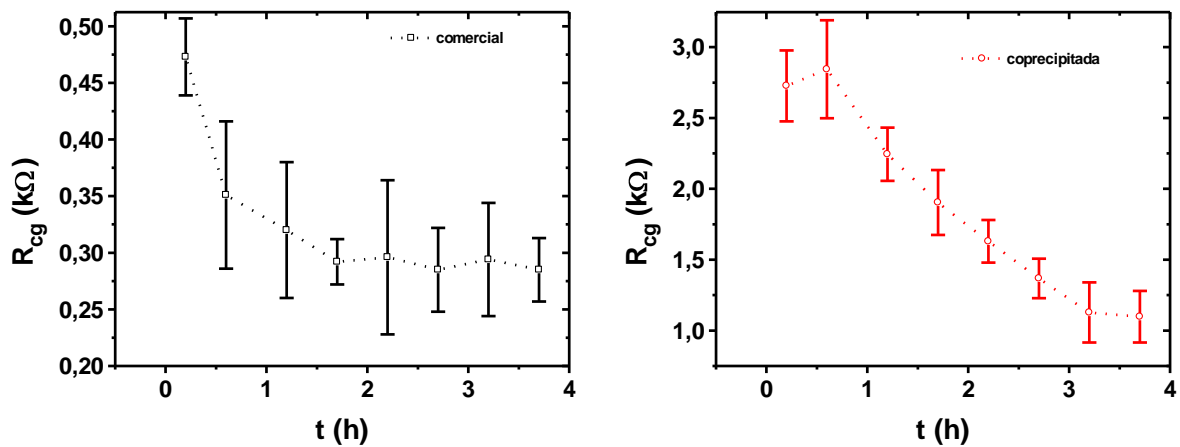 0,50
0,45
0,40
0,35
0,30
0,25
0,20
R_cg (kΩ)
comercial
0 1 2 3 4
t (h)
3,0
2,5
2,0
1,5
1,0
R_cg (kΩ)
coprecipitada
0 1 2 3 4
t (h)